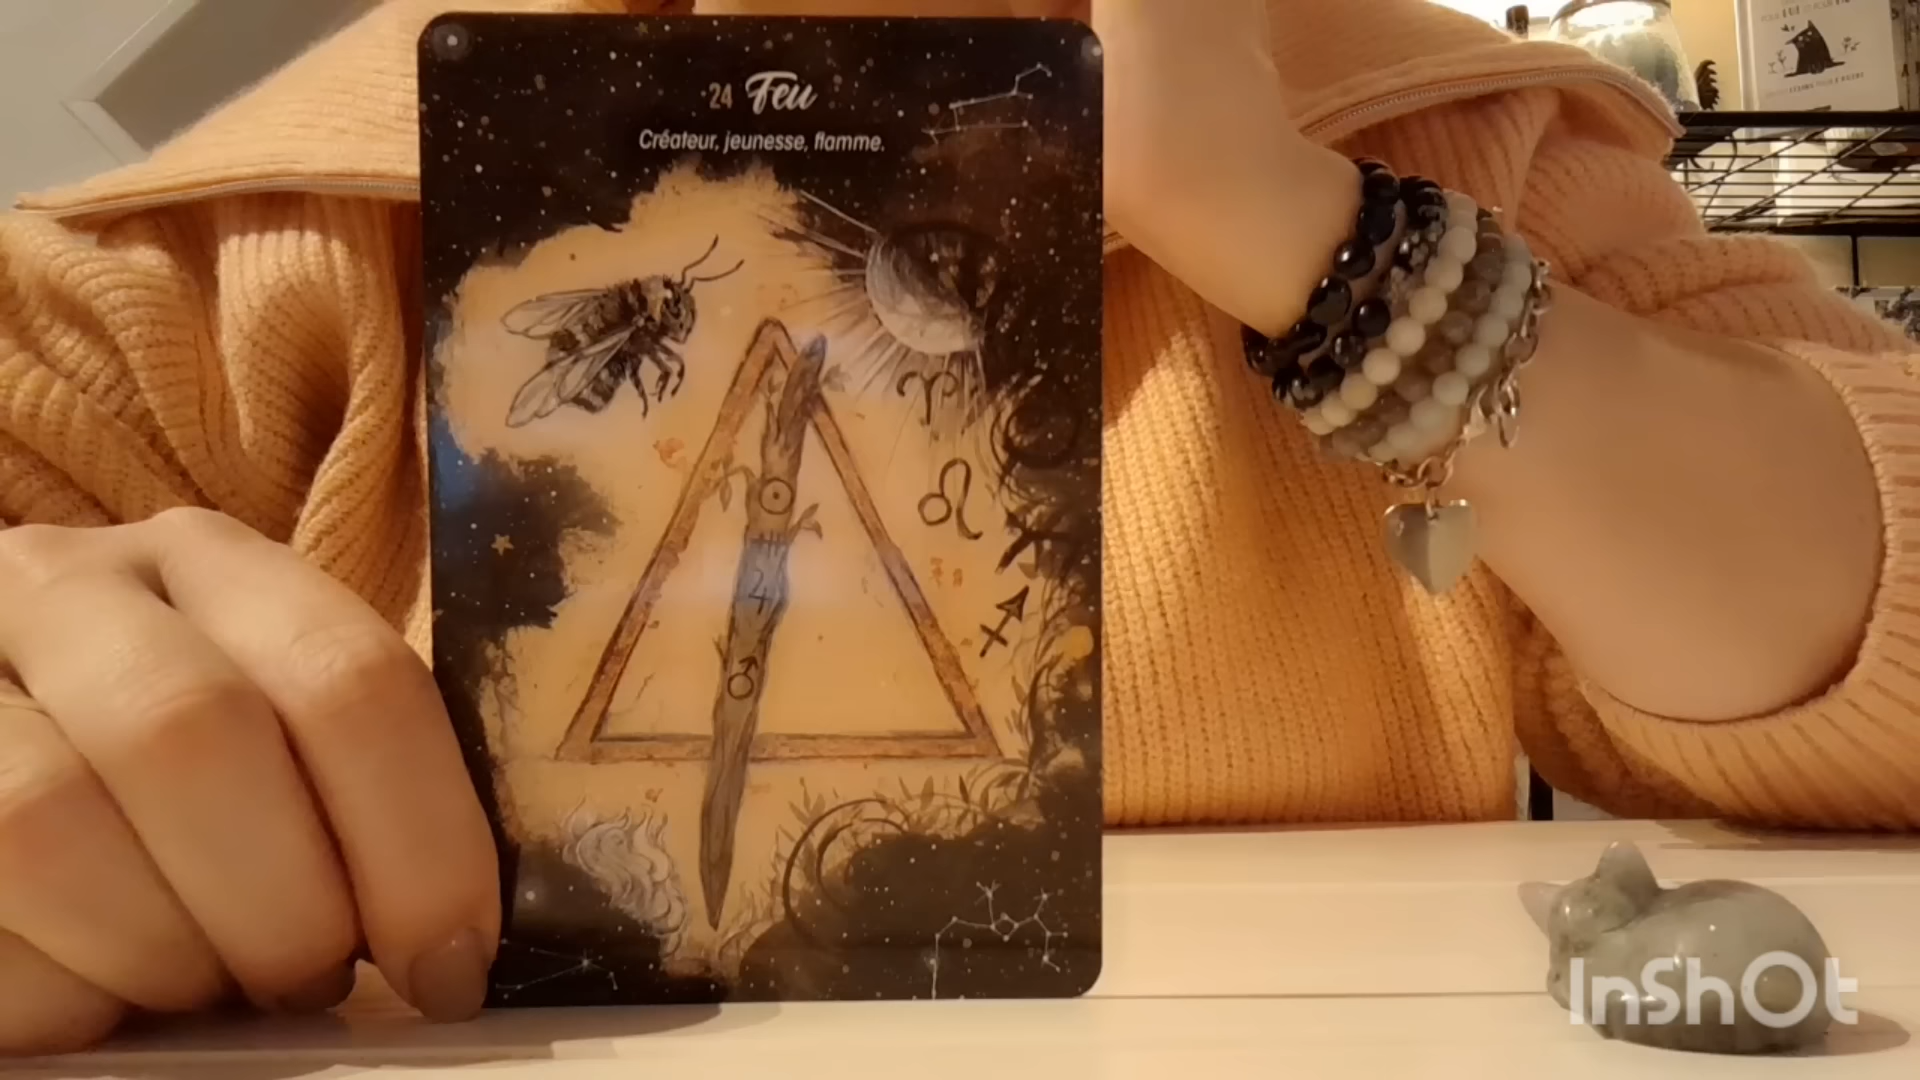 24 Feu
Créateur, jeunesse, flamme.
InShOt